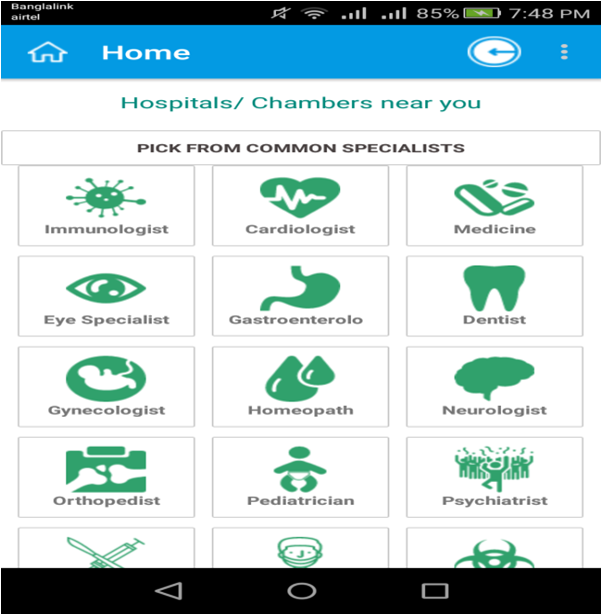 Banglalink
airtel
85% 7:48 PM
Home
Hospitals/ Chambers near you
PICK FROM COMMON SPECIALISTS
Immunologist
Cardiologist
Medicine
Eye Specialist
Gastroenterolo
Dentist
Gynecologist
Homeopath
Neurologist
Orthopedist
Pediatrician
Psychiatrist